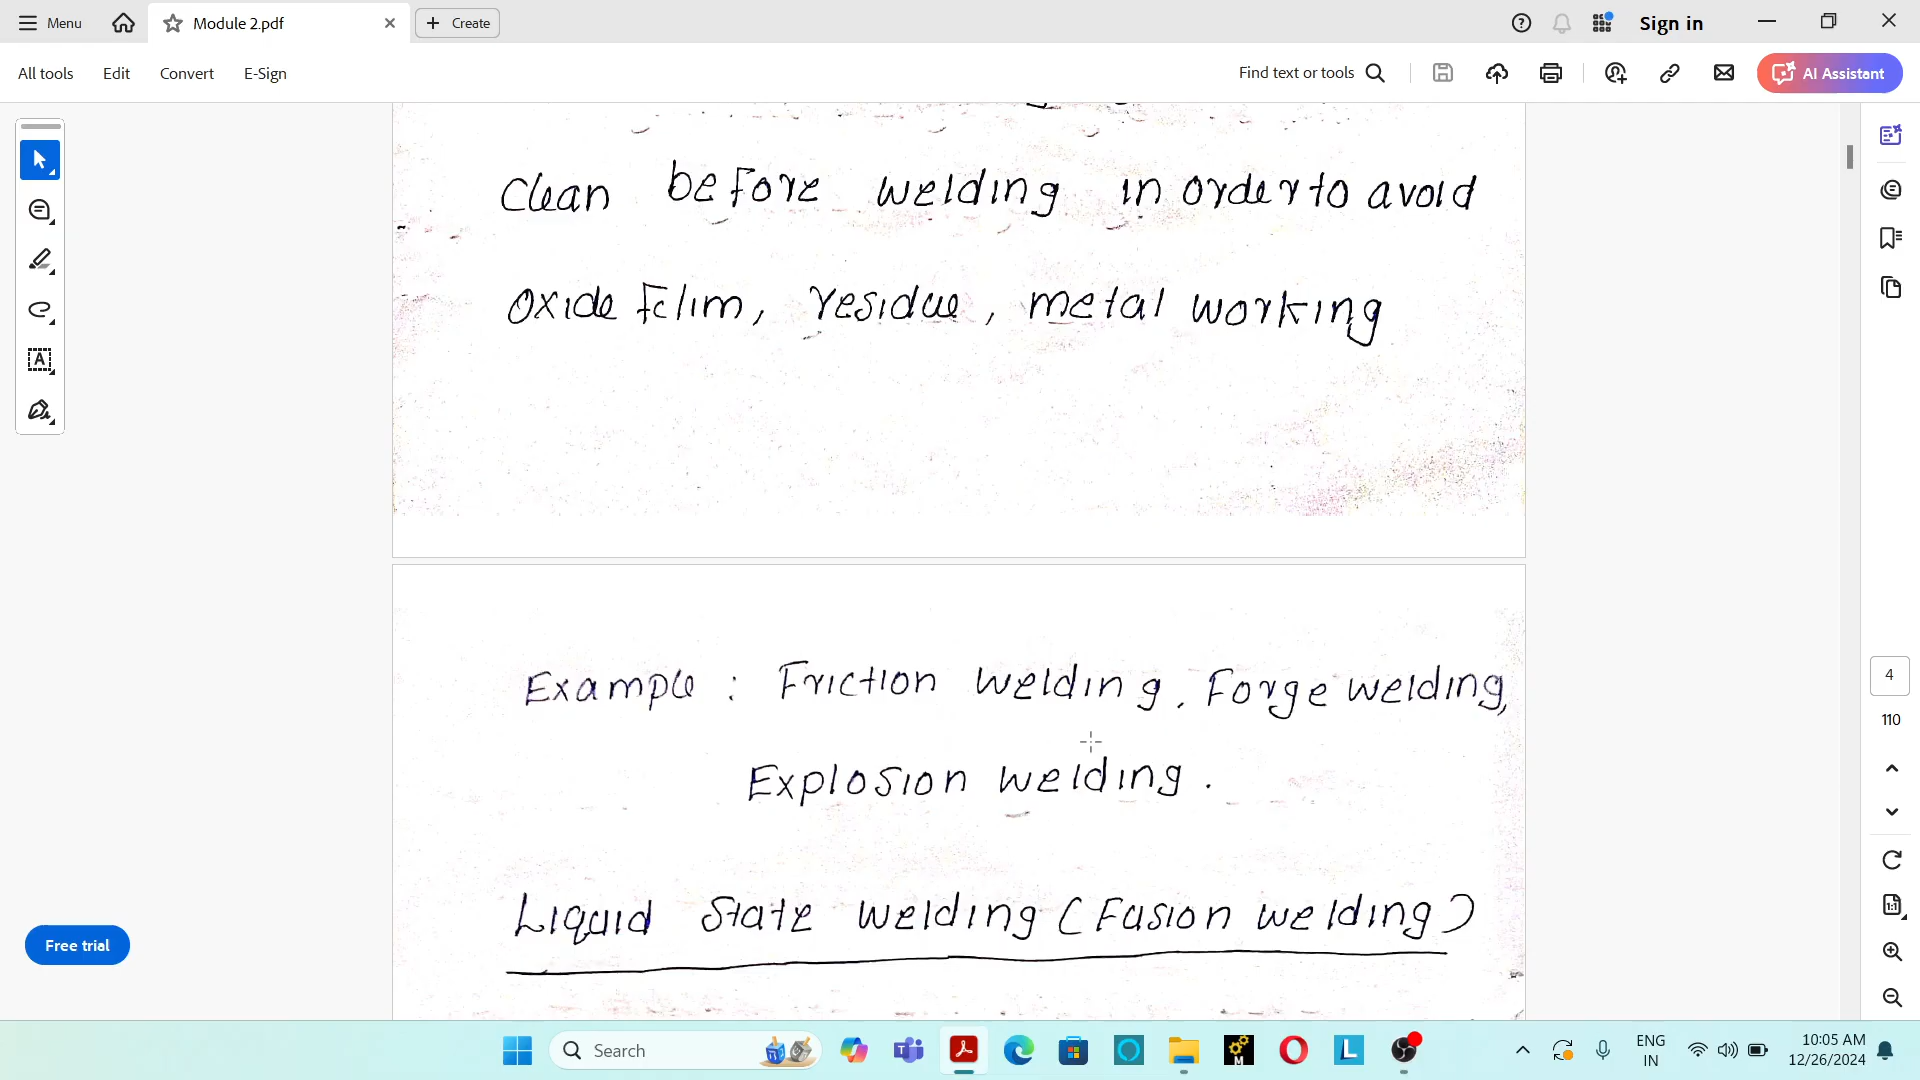 Menu
Module 2.pdf
Create
Sign in
All tools
Edit
Convert
E-Sign
Find text or tools
AI Assistant
Clean before welding in order to avoid
Oxide Felim, residue, metal working
Example : Friction welding, Forge welding,
Explosion welding.
Liquid State welding (Fusion welding)
4
110
Free trial
Search
ENG
IN
10:05 AM
12/26/2024